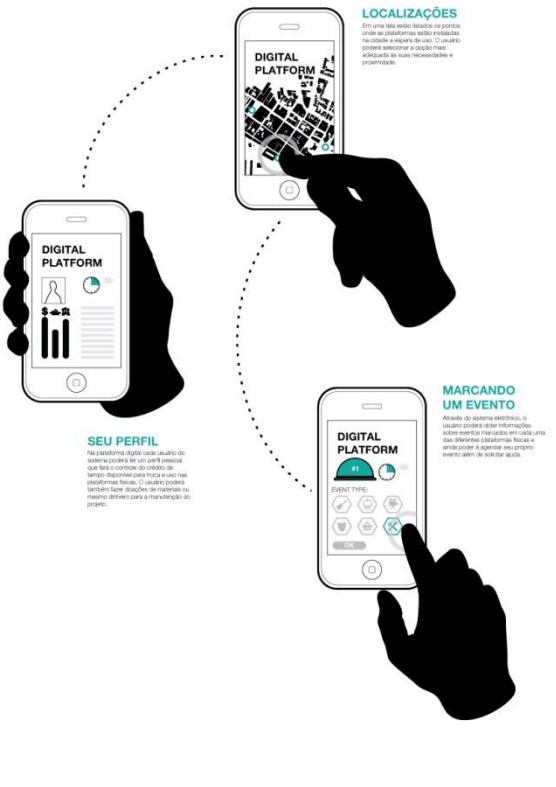 LOCALIZAÇÕES
Em uma tela estão listados os pontos
onde as plataformas estão instaladas
na cidade a espera de uso. O usuário
poderá selecionar a opção mais
adequada às suas necessidades e
proximidade.
DIGITAL
PLATFORM
DIGITAL
PLATFORM
$
SEU PERFIL
Na plataforma digital cada usuário do
sistema poderá ter um perfil pessoal
que fará o controle do crédito de
tempo disponível para troca e uso nas
plataformas físicas. O usuário poderá
também fazer doações de materiais ou
mesmo dinheiro para a manutenção do
projeto.
MARCANDO
UM EVENTO
Através do sistema eletrônico, o
usuário poderá obter informações
sobre eventos marcados em cada uma
das diferentes plataformas físicas e
ainda poder á agendar seu próprio
evento além de solicitar ajuda.
DIGITAL
PLATFORM
#1
EVENT TYPE:
OK